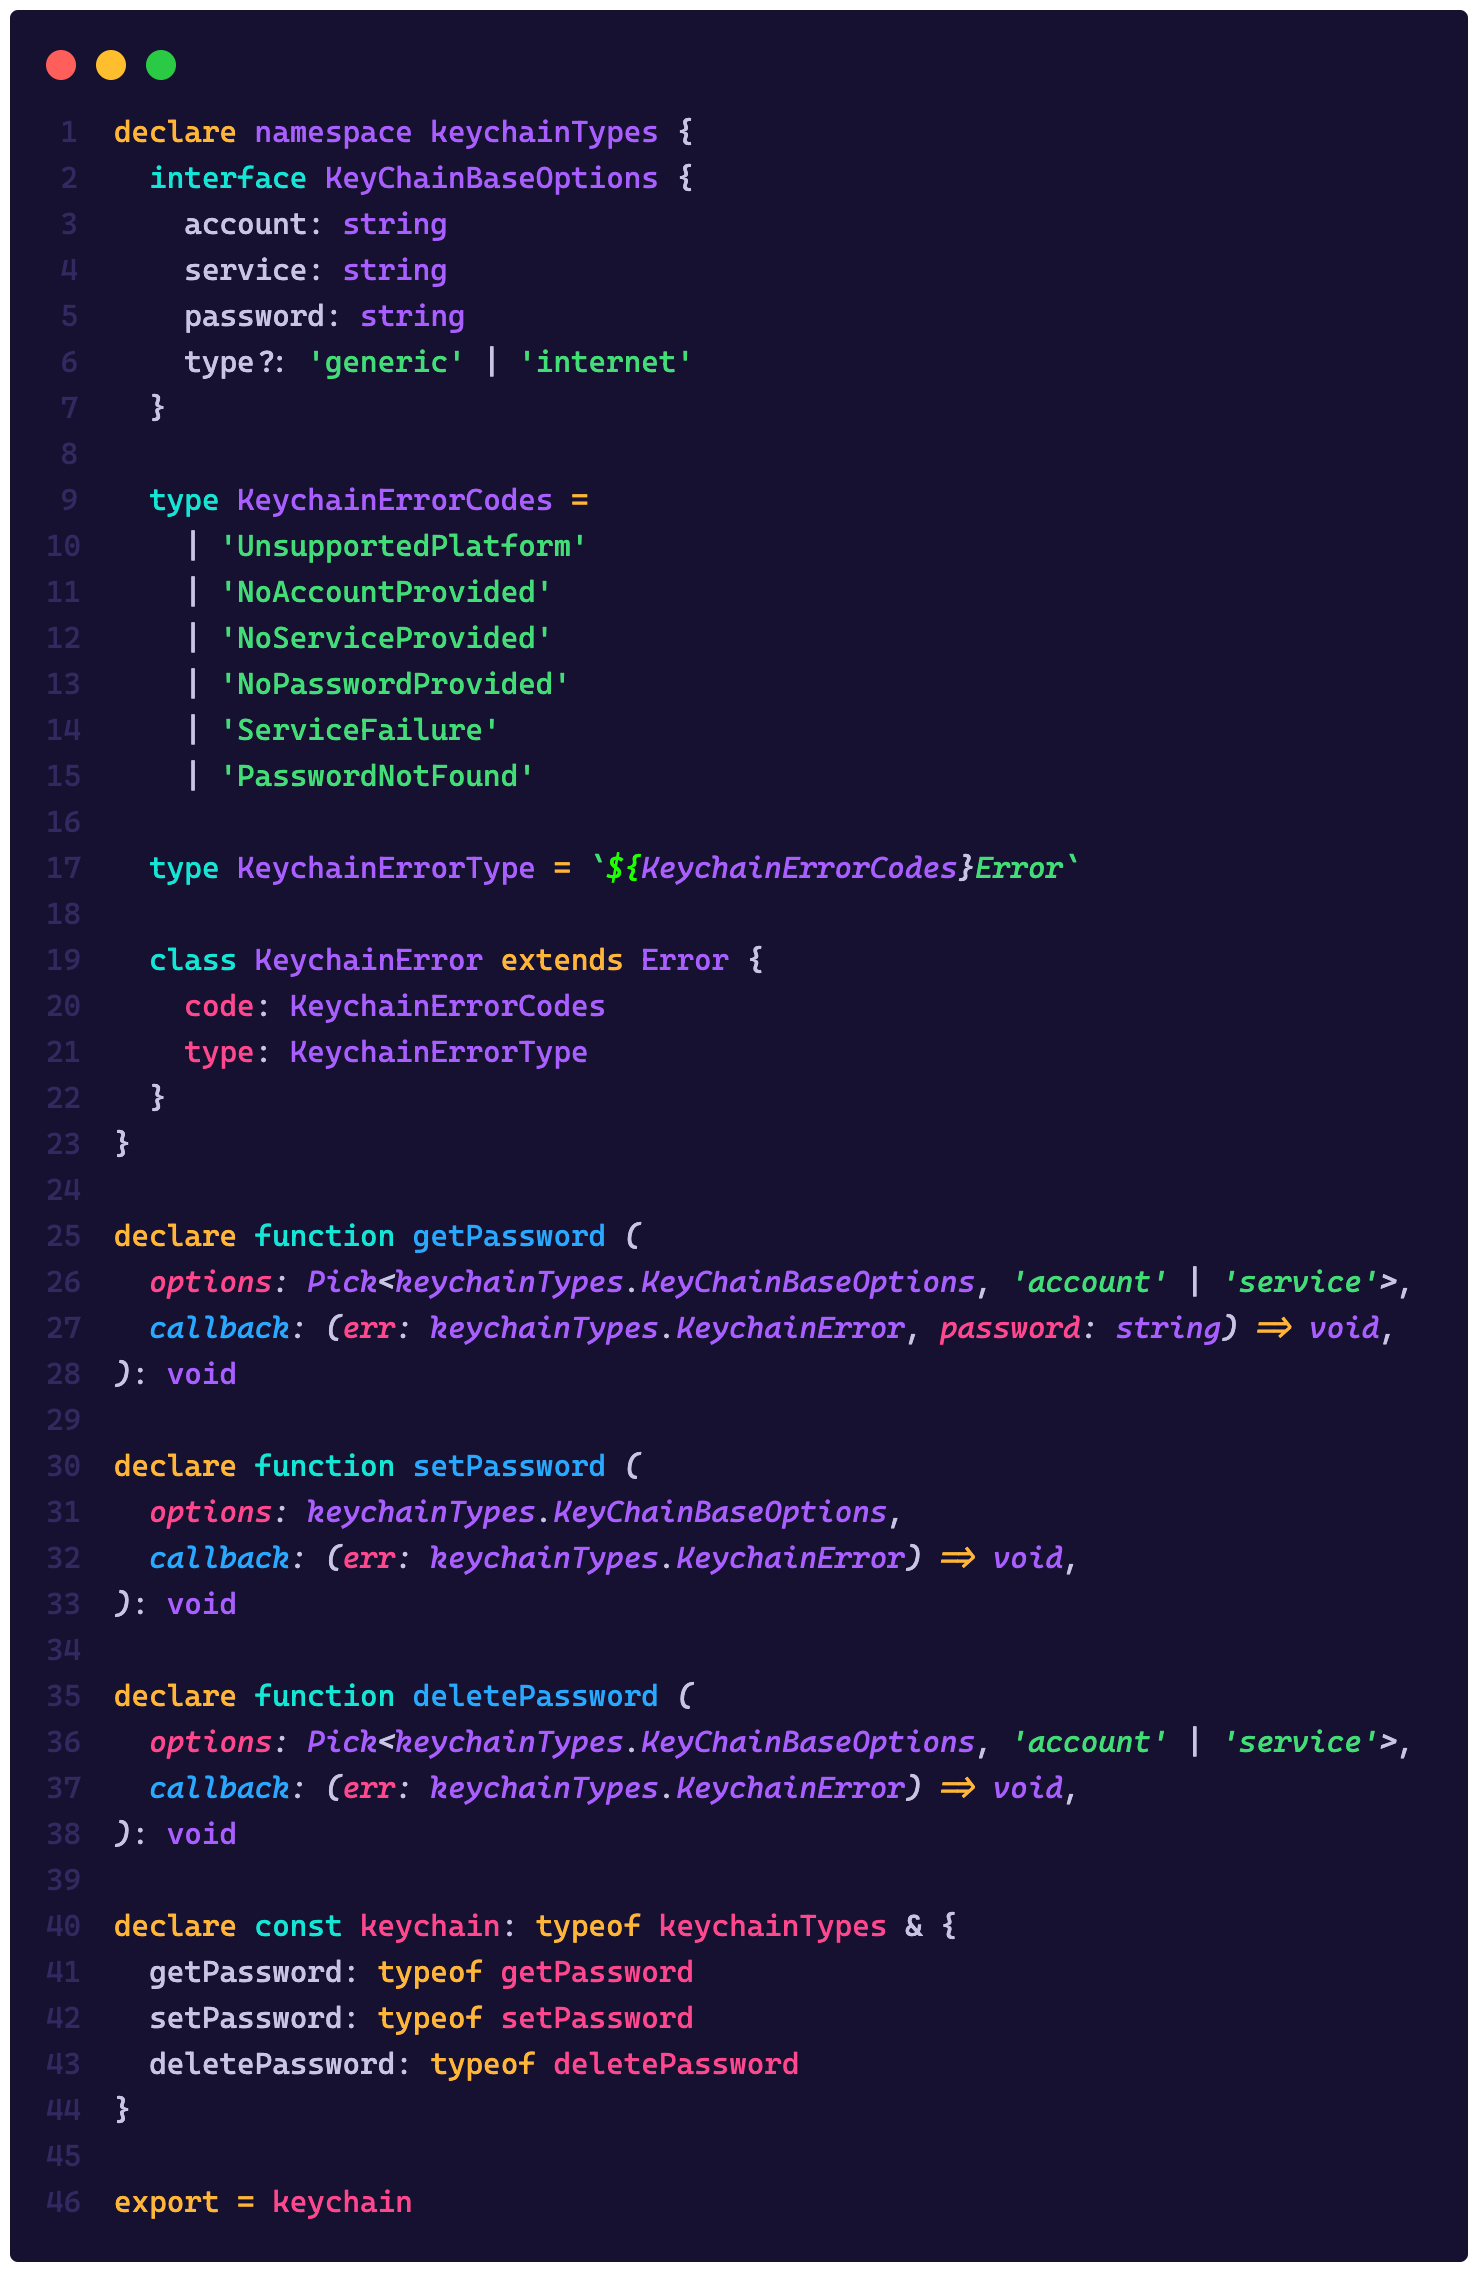 1 declare namespace keychainTypes {
2   interface KeyChainBaseOptions {
3     account: string
4     service: string
5     password: string
6     type?: 'generic' | 'internet'
7   }
8
9   type KeychainErrorCodes =
10     | 'UnsupportedPlatform'
11     | 'NoAccountProvided'
12     | 'NoServiceProvided'
13     | 'NoPasswordProvided'
14     | 'ServiceFailure'
15     | 'PasswordNotFound'
16
17   type KeychainErrorType = `${KeychainErrorCodes}Error`
18
19   class KeychainError extends Error {
20     code: KeychainErrorCodes
21     type: KeychainErrorType
22   }
23 }
24
25 declare function getPassword (
26   options: Pick<keychainTypes.KeyChainBaseOptions, 'account' | 'service'>,
27   callback: (err: keychainTypes.KeychainError, password: string) => void,
28 ): void
29
30 declare function setPassword (
31   options: keychainTypes.KeyChainBaseOptions,
32   callback: (err: keychainTypes.KeychainError) => void,
33 ): void
34
35 declare function deletePassword (
36   options: Pick<keychainTypes.KeyChainBaseOptions, 'account' | 'service'>,
37   callback: (err: keychainTypes.KeychainError) => void,
38 ): void
39
40 declare const keychain: typeof keychainTypes & {
41   getPassword: typeof getPassword
42   setPassword: typeof setPassword
43   deletePassword: typeof deletePassword
44 }
45
46 export = keychain